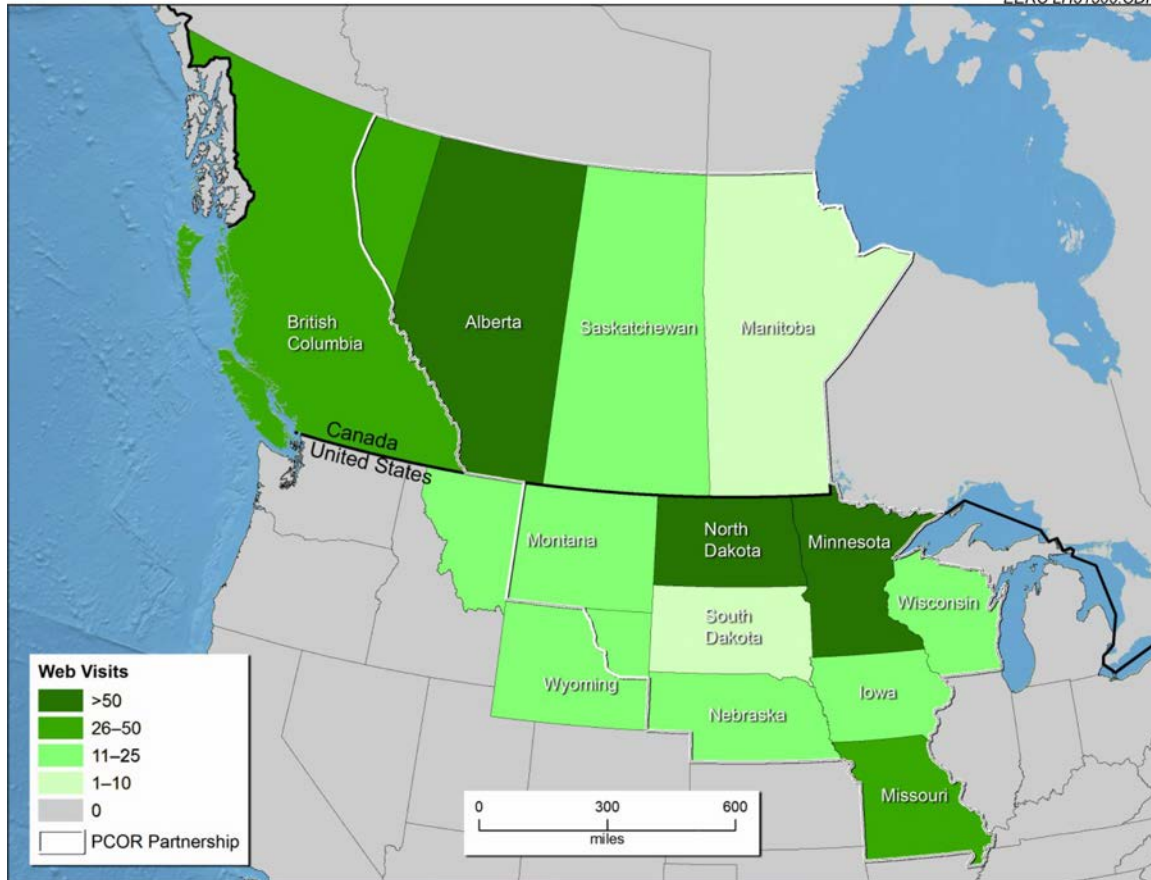 British
Columbia
Alberta
Saskatchewan
Manitoba
Canada
United States
Montana
North
Dakota
Minnesota
South
Dakota
Wisconsin
Wyoming
Nebraska
Iowa
Missouri
Web Visits
>50
26–50
11–25
1–10
0
PCOR Partnership
0 300 600
miles